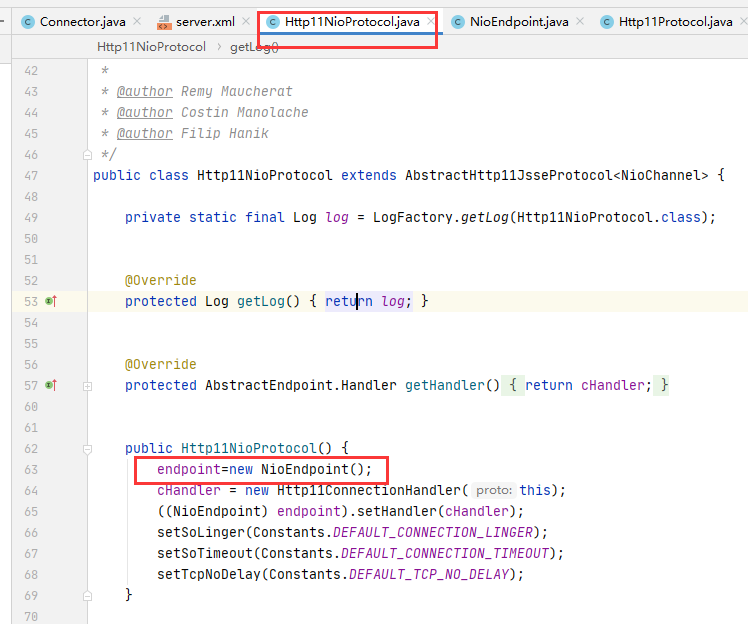 Connector.java × server.xml × Http11NioProtocol.java × NioEndpoint.java × Http11Protocol.java ×
Http11NioProtocol › getLog()
42 *
43 * @author Remy Maucherat
44 * @author Costin Manolache
45 * @author Filip Hanik
46 */
47 public class Http11NioProtocol extends AbstractHttp11JsseProtocol<NioChannel> {
48
49 private static final Log log = LogFactory.getLog(Http11NioProtocol.class);
50
51
52 @Override
53 protected Log getLog() { return log; }
54
55
56 @Override
57 protected AbstractEndpoint.Handler getHandler() { return cHandler; }
60
61
62 public Http11NioProtocol() {
63 endpoint=new NioEndpoint();
64 cHandler = new Http11ConnectionHandler( proto: this);
65 ((NioEndpoint) endpoint).setHandler(cHandler);
66 setSoLinger(Constants.DEFAULT_CONNECTION_LINGER);
67 setSoTimeout(Constants.DEFAULT_CONNECTION_TIMEOUT);
68 setTcpNoDelay(Constants.DEFAULT_TCP_NO_DELAY);
69 }
70